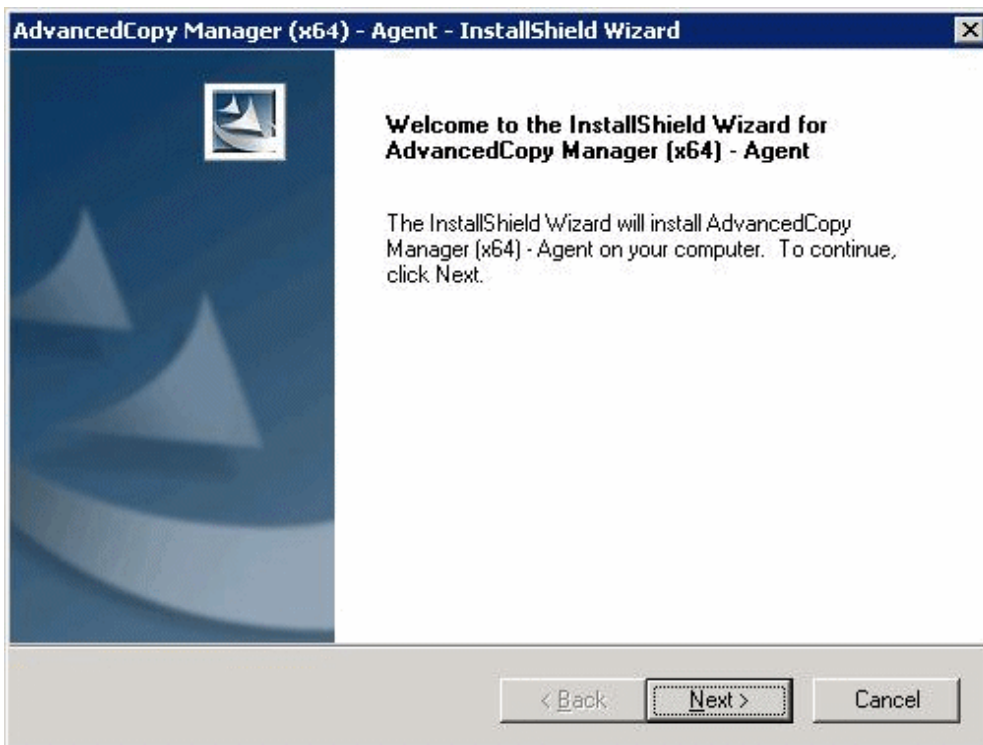 AdvancedCopy Manager (x64) - Agent - InstallShield Wizard
Welcome to the InstallShield Wizard for
AdvancedCopy Manager (x64) - Agent
The InstallShield Wizard will install AdvancedCopy
Manager (x64) - Agent on your computer. To continue,
click Next.
< Back
Next >
Cancel